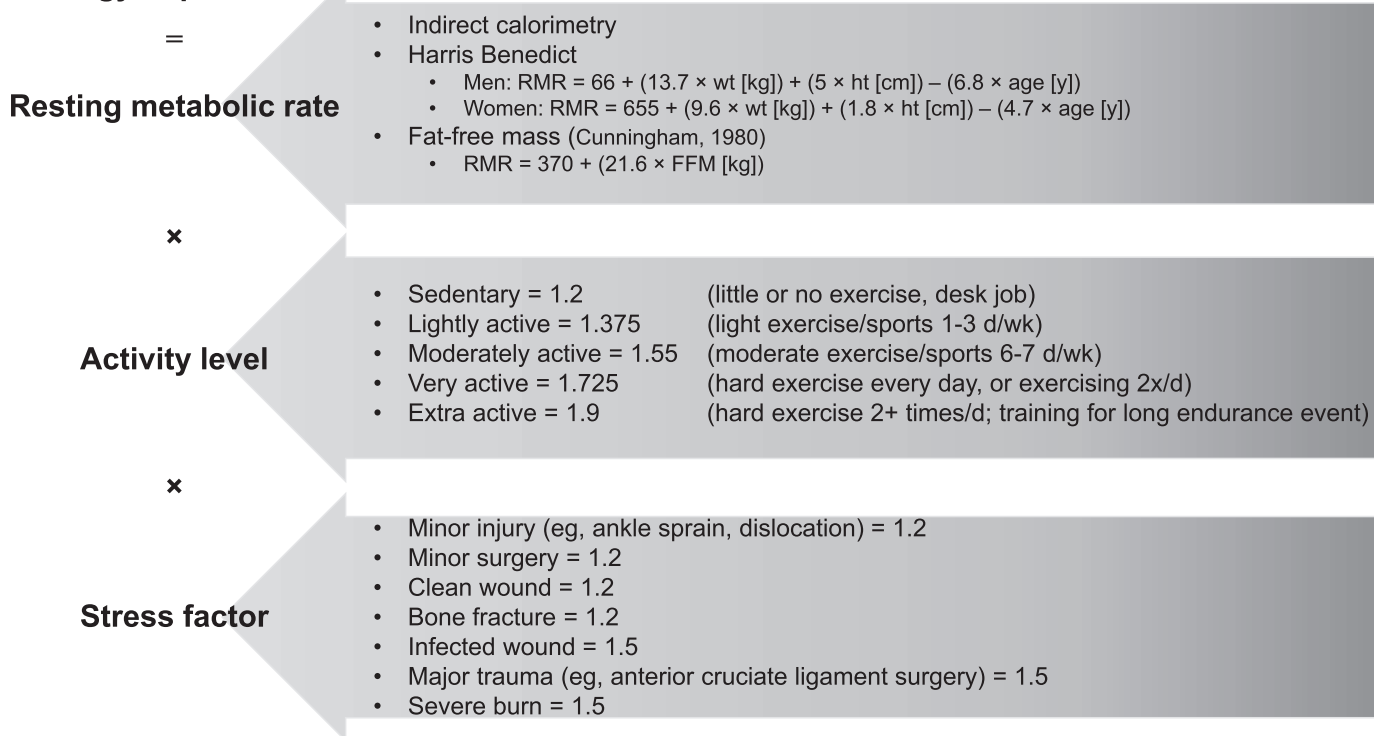 =
Resting metabolic rate
• Indirect calorimetry
• Harris Benedict
• Men: RMR = 66 + (13.7 × wt [kg]) + (5 × ht [cm]) – (6.8 × age [y])
• Women: RMR = 655 + (9.6 × wt [kg]) + (1.8 × ht [cm]) – (4.7 × age [y])
• Fat-free mass (Cunningham, 1980)
• RMR = 370 + (21.6 × FFM [kg])
×
Activity level
• Sedentary = 1.2 (little or no exercise, desk job)
• Lightly active = 1.375 (light exercise/sports 1-3 d/wk)
• Moderately active = 1.55 (moderate exercise/sports 6-7 d/wk)
• Very active = 1.725 (hard exercise every day, or exercising 2x/d)
• Extra active = 1.9 (hard exercise 2+ times/d; training for long endurance event)
×
Stress factor
• Minor injury (eg, ankle sprain, dislocation) = 1.2
• Minor surgery = 1.2
• Clean wound = 1.2
• Bone fracture = 1.2
• Infected wound = 1.5
• Major trauma (eg, anterior cruciate ligament surgery) = 1.5
• Severe burn = 1.5